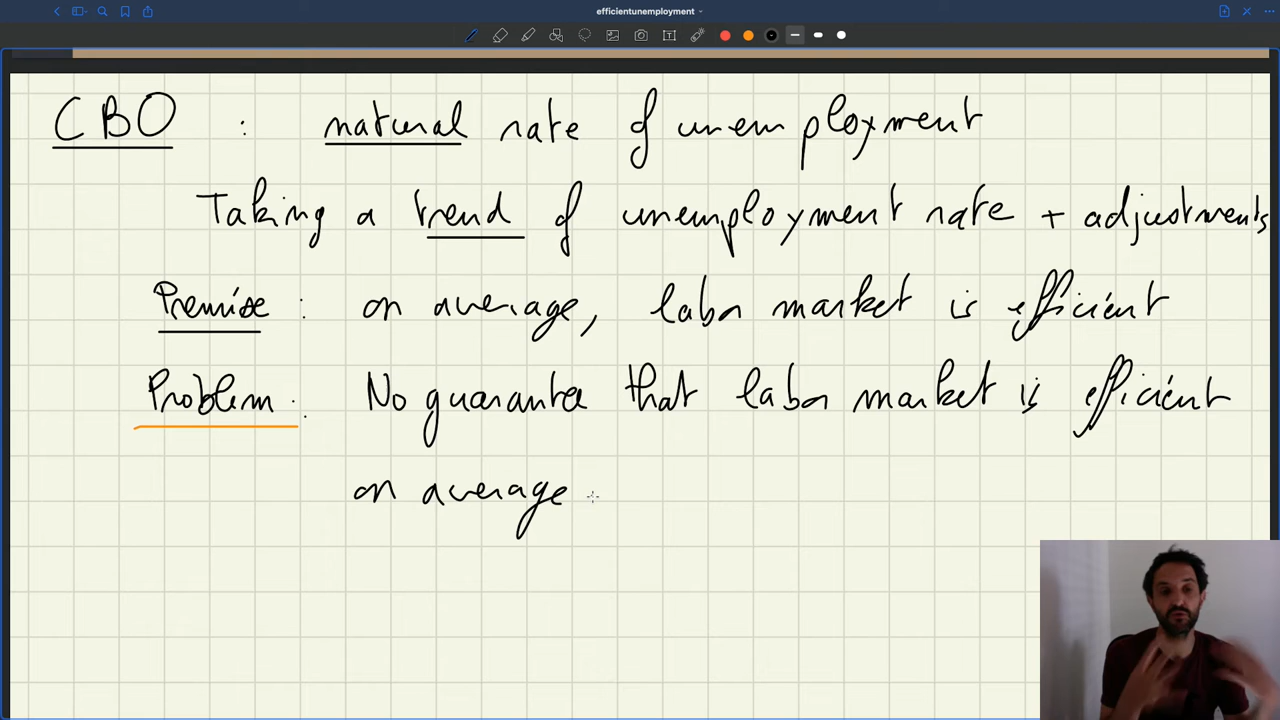 efficientunemployment
CBO : natural rate of unemployment
Taking a trend of unemployment rate + adjustments
Premise : on average, labor market is efficient
Problem : No guarantee that labor market is efficient
on average